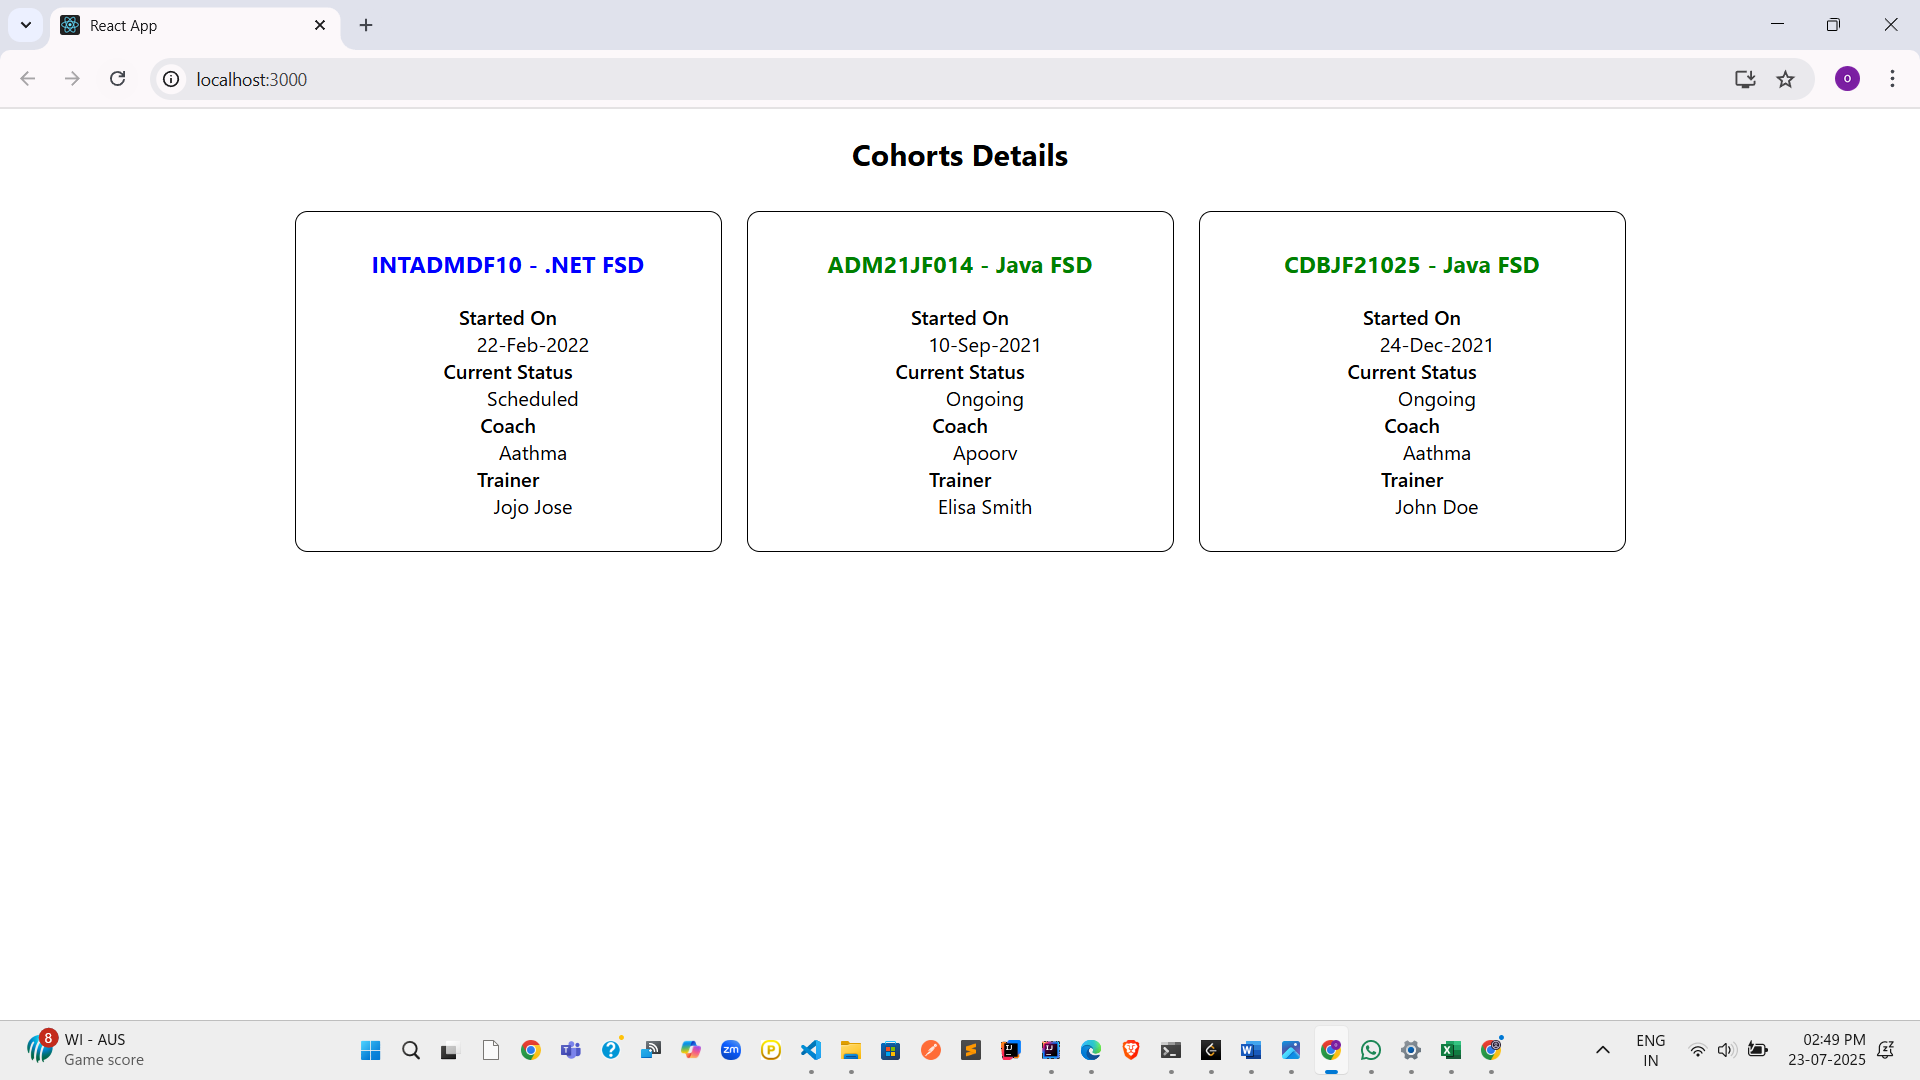 React App
localhost:3000
O
Cohorts Details
INTADMDF10 - .NET FSD
Started On
22-Feb-2022
Current Status
Scheduled
Coach
Aathma
Trainer
Jojo Jose
ADM21JF014 - Java FSD
Started On
10-Sep-2021
Current Status
Ongoing
Coach
Apoorv
Trainer
Elisa Smith
CDBJF21025 - Java FSD
Started On
24-Dec-2021
Current Status
Ongoing
Coach
Aathma
Trainer
John Doe
8
WI - AUS
Game score
zm
P
IJ
IJ
W
X
ENG
IN
02:49 PM
23-07-2025